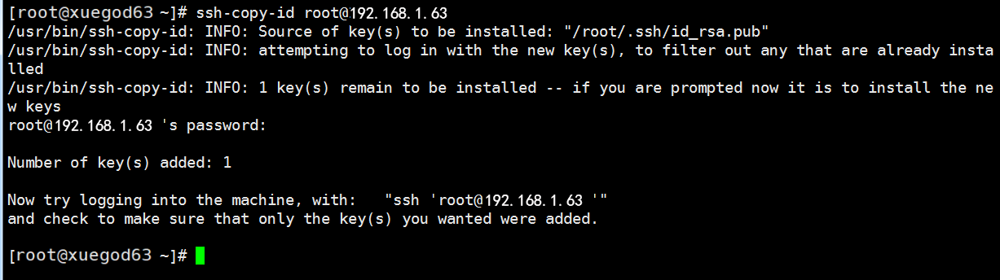 [root@xuegod63 ~]# ssh-copy-id root@192.168.1.63
/usr/bin/ssh-copy-id: INFO: Source of key(s) to be installed: "/root/.ssh/id_rsa.pub"
/usr/bin/ssh-copy-id: INFO: attempting to log in with the new key(s), to filter out any that are already insta
lled
/usr/bin/ssh-copy-id: INFO: 1 key(s) remain to be installed -- if you are prompted now it is to install the ne
w keys
root@192.168.1.63 's password:
Number of key(s) added: 1
Now try logging into the machine, with:   "ssh 'root@192.168.1.63 '"
and check to make sure that only the key(s) you wanted were added.
[root@xuegod63 ~]#